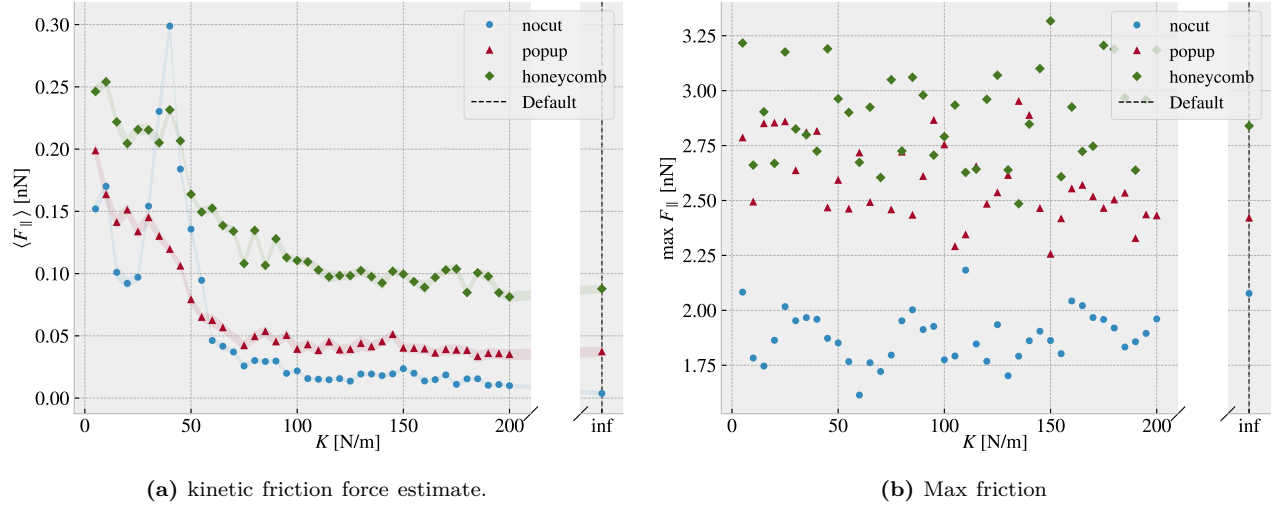 0.30
0.25
0.20
0.15
0.10
0.05
0.00
⟨F∥⟩ [nN]
nocut
popup
honeycomb
Default
0 50 100 150 200 inf
K [N/m]
(a) kinetic friction force estimate.
3.25
3.00
2.75
2.50
2.25
2.00
1.75
max F∥ [nN]
nocut
popup
honeycomb
Default
0 50 100 150 200 inf
K [N/m]
(b) Max friction